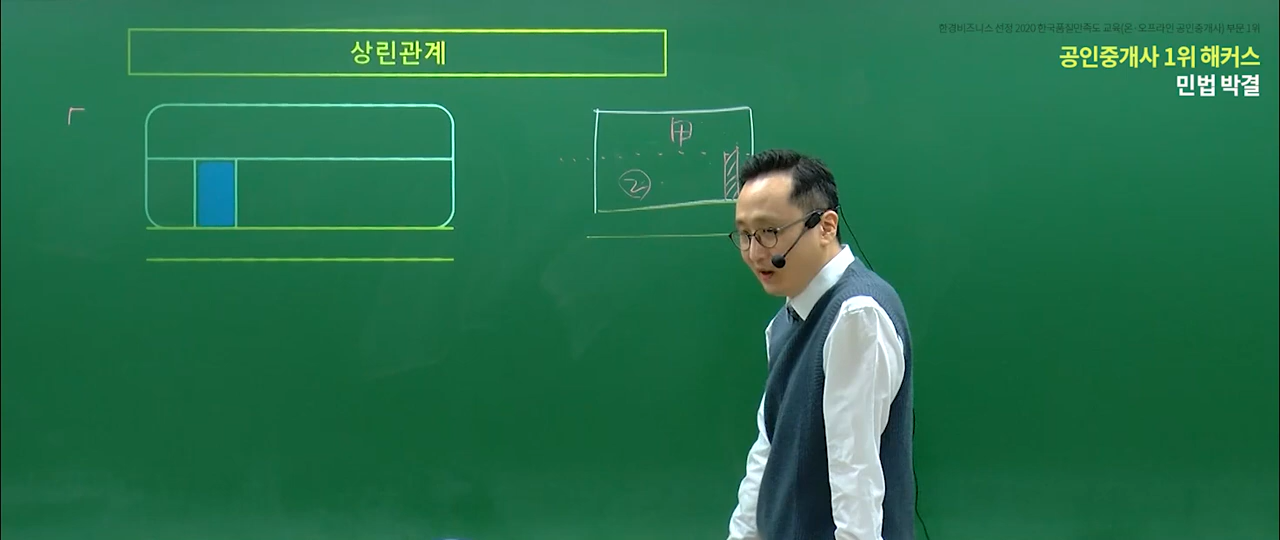 한경비즈니스 선정 2020 한국품질만족도 교육(온·오프라인 공인중개사) 부문 1위
상린관계
공인중개사 1위 해커스
민법 박결
甲
②